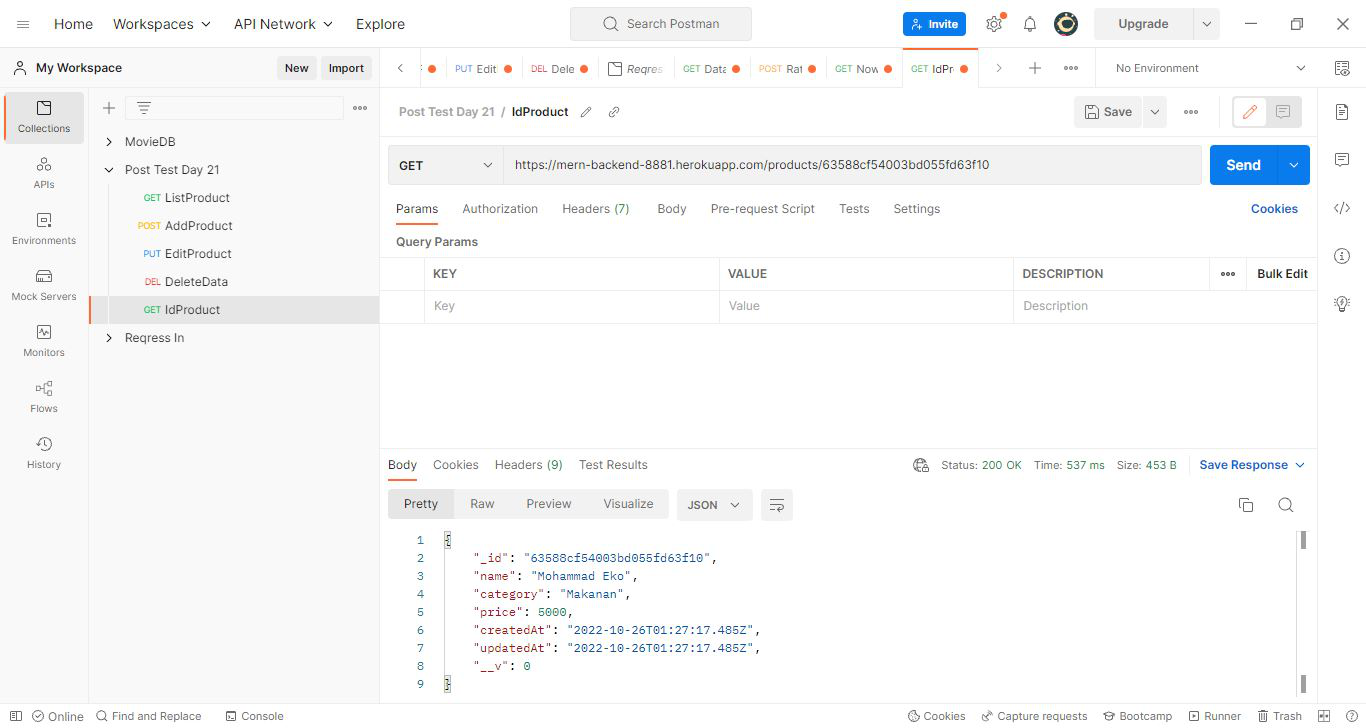 Home Workspaces API Network Explore Search Postman Invite Upgrade
My Workspace New Import
PUT Edit DEL Dele Reqres GET Data POST Rat GET Now GET IdPr No Environment
Collections
APIs
Environments
Mock Servers
Monitors
Flows
History
MovieDB
Post Test Day 21
GET ListProduct
POST AddProduct
PUT EditProduct
DEL DeleteData
GET IdProduct
Reqress In
Post Test Day 21 / IdProduct Save
GET https://mern-backend-8881.herokuapp.com/products/63588cf54003bd055fd63f10 Send
Params Authorization Headers (7) Body Pre-request Script Tests Settings Cookies
Query Params
KEY VALUE DESCRIPTION Bulk Edit
Key Value Description
Body Cookies Headers (9) Test Results Status: 200 OK Time: 537 ms Size: 453 B Save Response
Pretty Raw Preview Visualize JSON
1 {
2 "_id": "63588cf54003bd055fd63f10",
3 "name": "Mohammad Eko",
4 "category": "Makanan",
5 "price": 5000,
6 "createdAt": "2022-10-26T01:27:17.485Z",
7 "updatedAt": "2022-10-26T01:27:17.485Z",
8 "__v": 0
9 }
Online Find and Replace Console Cookies Capture requests Bootcamp Runner Trash